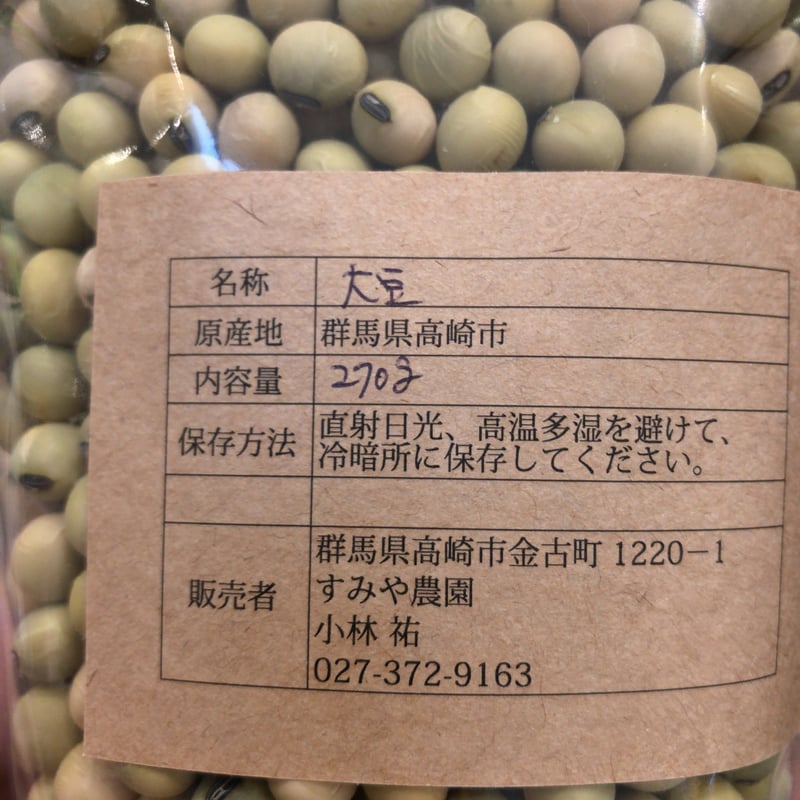 名称 大豆
原産地 群馬県高崎市
内容量 270g
保存方法 直射日光、高温多湿を避けて、
冷暗所に保存してください。
販売者 群馬県高崎市金古町 1220-1
すみや農園
小林 祐
027-372-9163